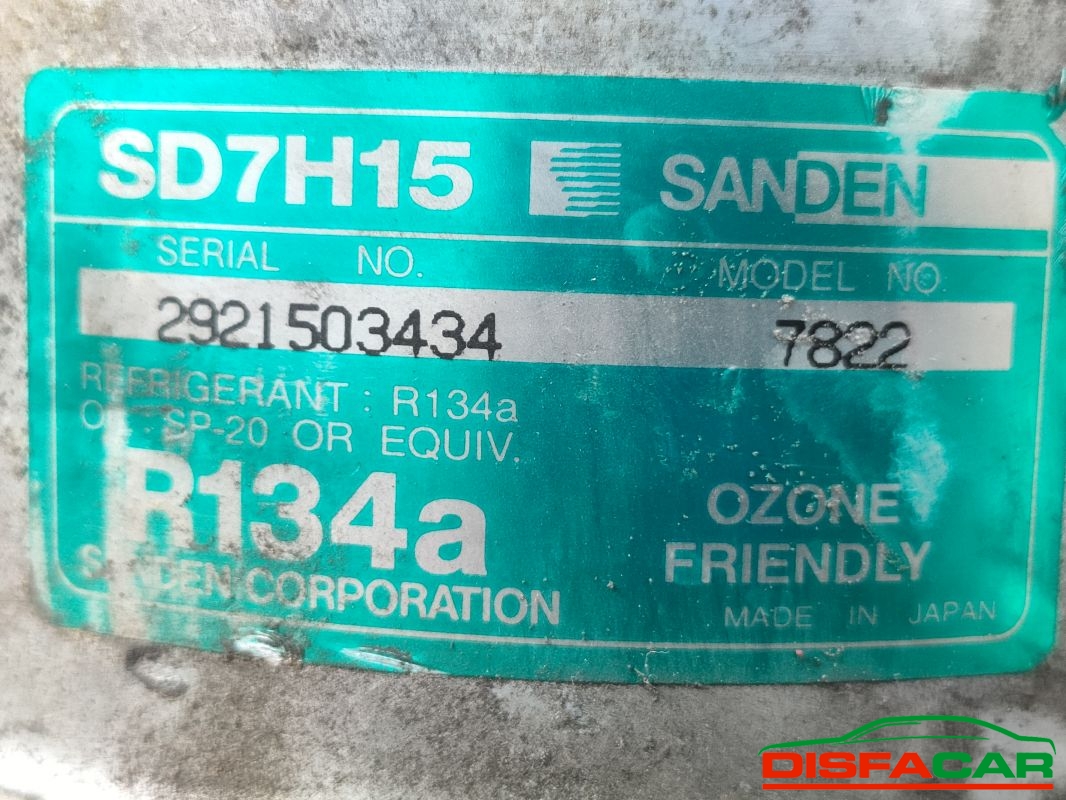 SD7H15 SANDEN
SERIAL NO. MODEL NO
2921503434 7822
REFRIGERANT : R134a
SP-20 OR EQUIV.
R134a
OZONE
FRIENDLY
SANDEN CORPORATION
MADE IN JAPAN
DISFACAR